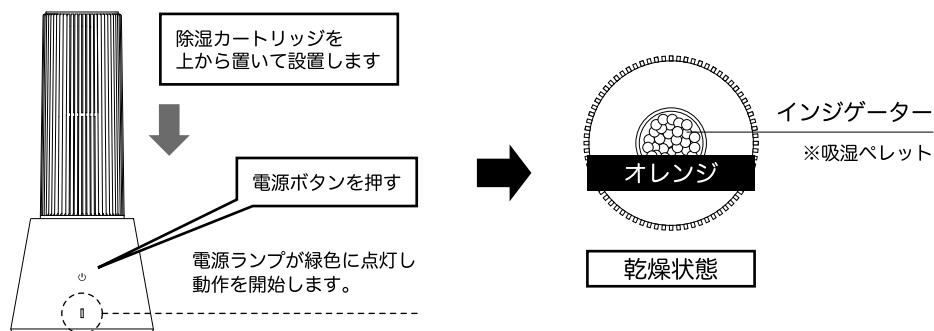 除湿カートリッジを
上から置いて設置します
電源ボタンを押す
電源ランプが緑色に点灯し
動作を開始します。
インジゲーター
※吸湿ペレット
オレンジ
乾燥状態